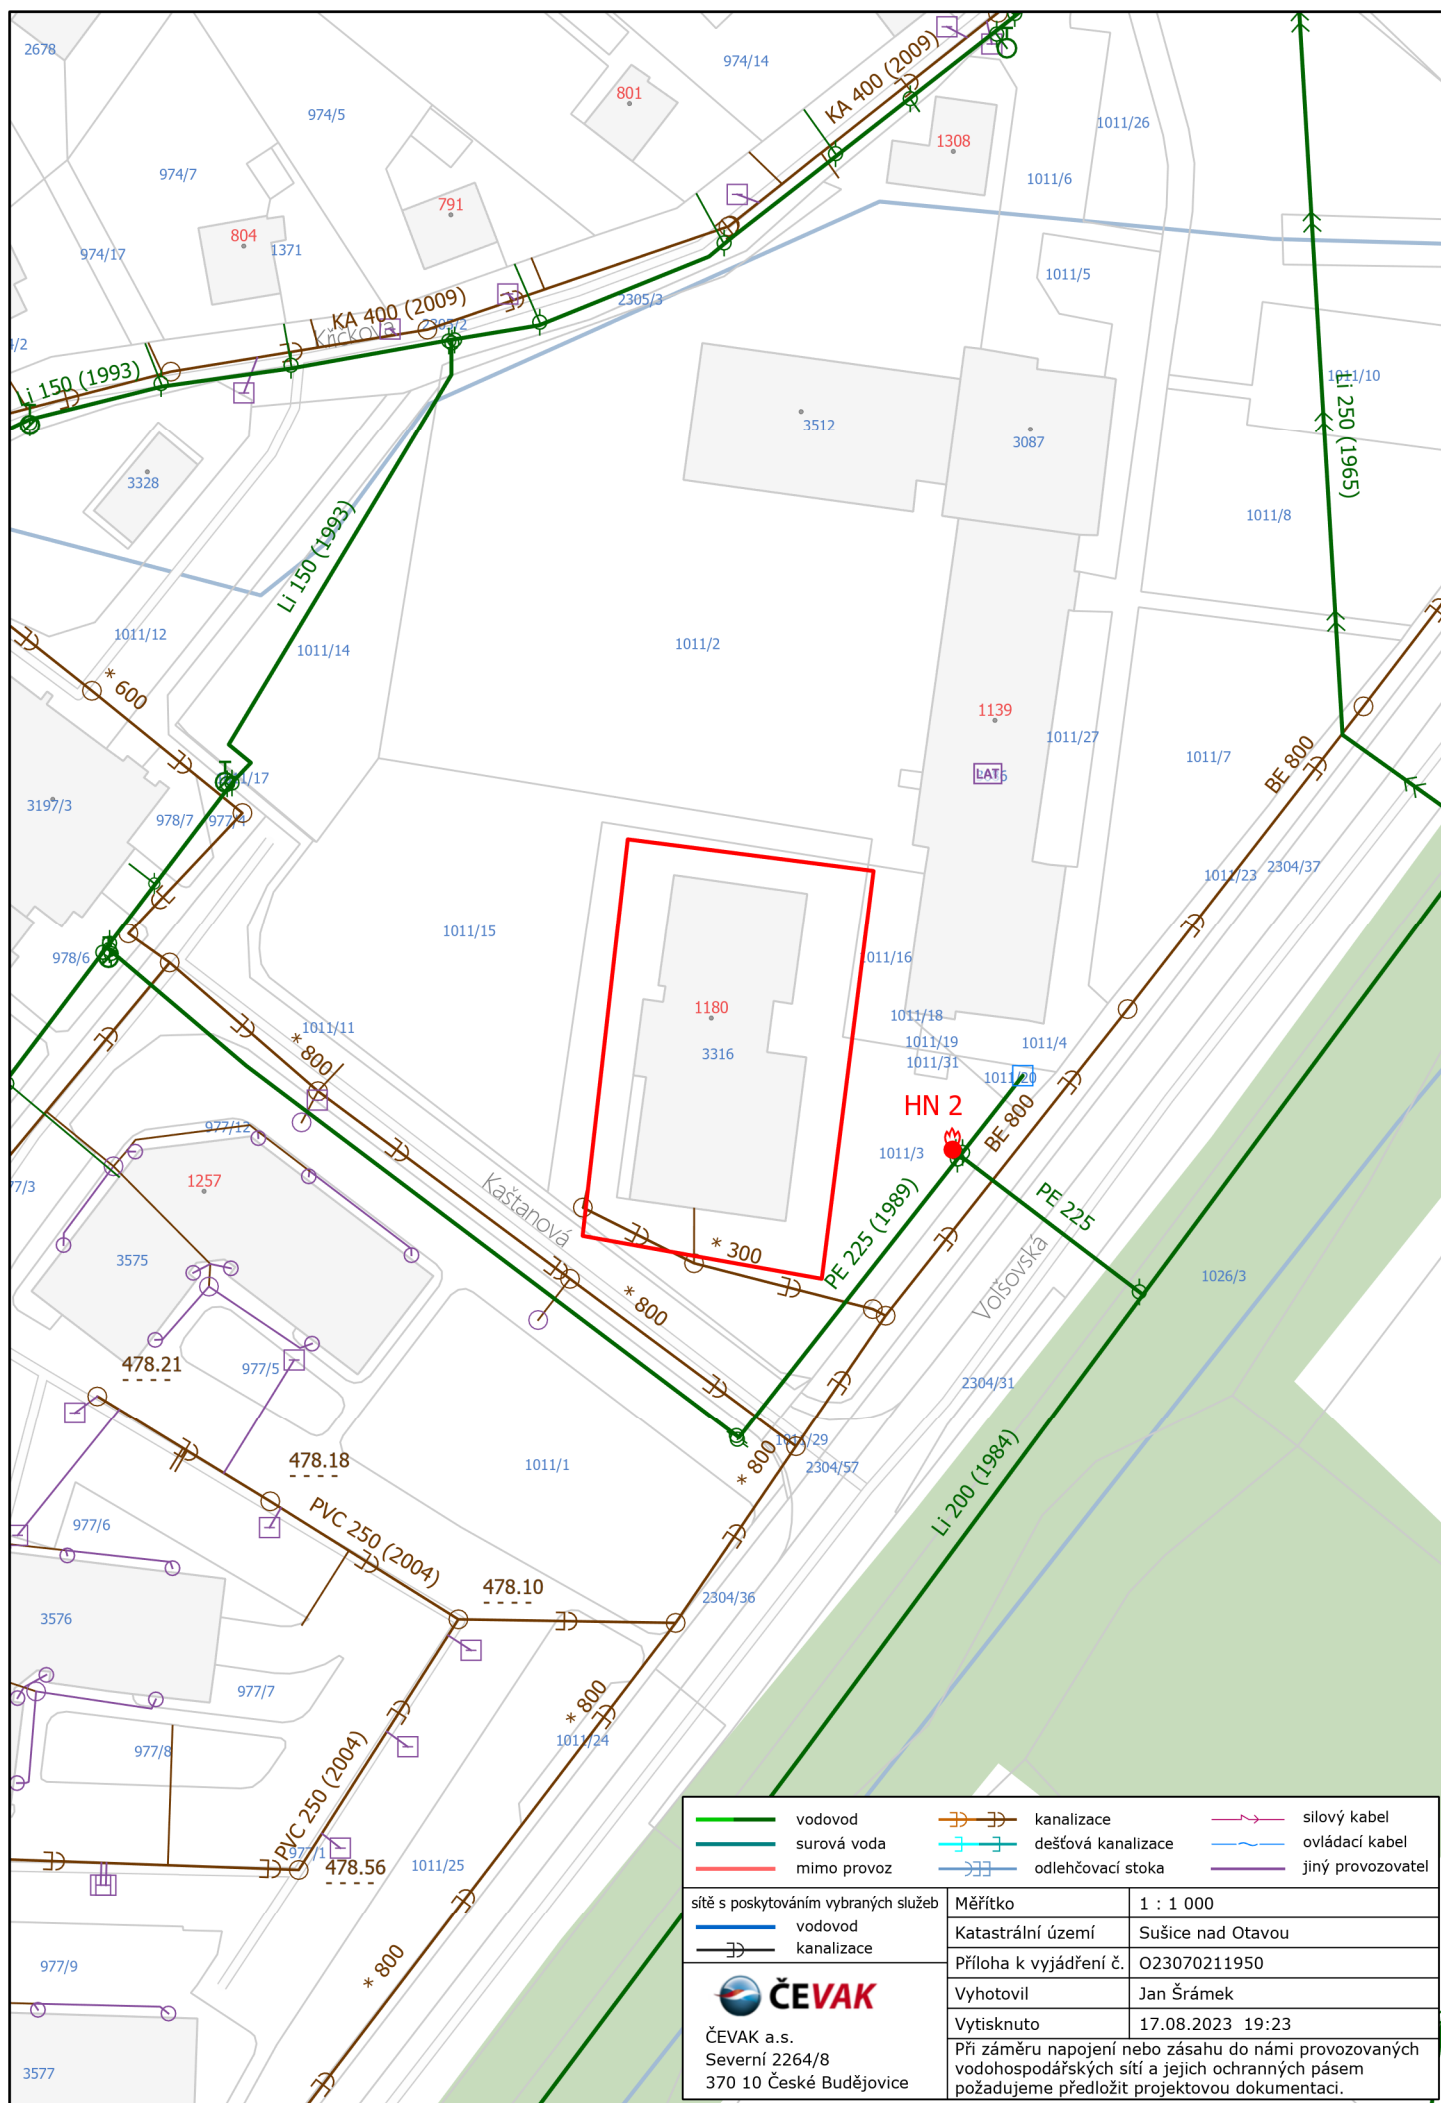 2678
974/14
KA 400 (2009)
801
974/5
1011/26
1308
974/7
1011/6
791
804
1371
974/17
1011/5
2305/3
KA 400 (2009)
2305/2
Křičkova
Li 150 (1993)
1011/10
Li 250 (1965)
3512
3087
3328
1011/8
Li 150 (1993)
1011/12
1011/14
1011/2
* 600
1139
1011/27
1011/7
BE 800
LAT
3197/3
978/7
977/4
1011/23
2304/37
1011/15
978/6
1011/16
1180
3316
1011/18
1011/11
* 800
1011/19
1011/4
1011/31
1011/20
HN 2
BE 800
977/12
1011/3
1257
Kaštanová
PE 225 (1989)
PE 225
* 300
3575
* 800
Volšovská
1026/3
478.21
977/5
2304/31
478.18
1011/1
1011/29
2304/57
* 800
Li 200 (1984)
PVC 250 (2004)
977/6
478.10
3576
2304/36
977/7
* 800
1011/24
977/8
PVC 250 (2004)
977/1
478.56
1011/25
* 800
977/9
3577
vodovod
surová voda
mimo provoz
kanalizace
dešťová kanalizace
odlehčovací stoka
silový kabel
ovládací kabel
jiný provozovatel
sítě s poskytováním vybraných služeb
vodovod
kanalizace
Měřítko 1 : 1 000
Katastrální území Sušice nad Otavou
Příloha k vyjádření č. O23070211950
Vyhotovil Jan Šrámek
Vytisknuto 17.08.2023 19:23
ČEVAK
ČEVAK a.s.
Severní 2264/8
370 10 České Budějovice
Při záměru napojení nebo zásahu do námi provozovaných
vodohospodářských sítí a jejich ochranných pásem
požadujeme předložit projektovou dokumentaci.